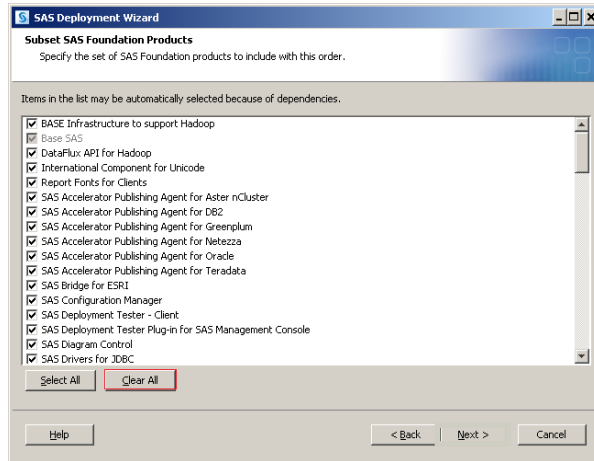 SAS Deployment Wizard
Subset SAS Foundation Products
Specify the set of SAS Foundation products to include with this order.
Items in the list may be automatically selected because of dependencies.
BASE Infrastructure to support Hadoop
Base SAS
DataFlux API for Hadoop
International Component for Unicode
Report Fonts for Clients
SAS Accelerator Publishing Agent for Aster nCluster
SAS Accelerator Publishing Agent for DB2
SAS Accelerator Publishing Agent for Greenplum
SAS Accelerator Publishing Agent for Netezza
SAS Accelerator Publishing Agent for Oracle
SAS Accelerator Publishing Agent for Teradata
SAS Bridge for ESRI
SAS Configuration Manager
SAS Deployment Tester - Client
SAS Deployment Tester Plug-in for SAS Management Console
SAS Diagram Control
SAS Drivers for JDBC
Select All Clear All
Help < Back Next > Cancel